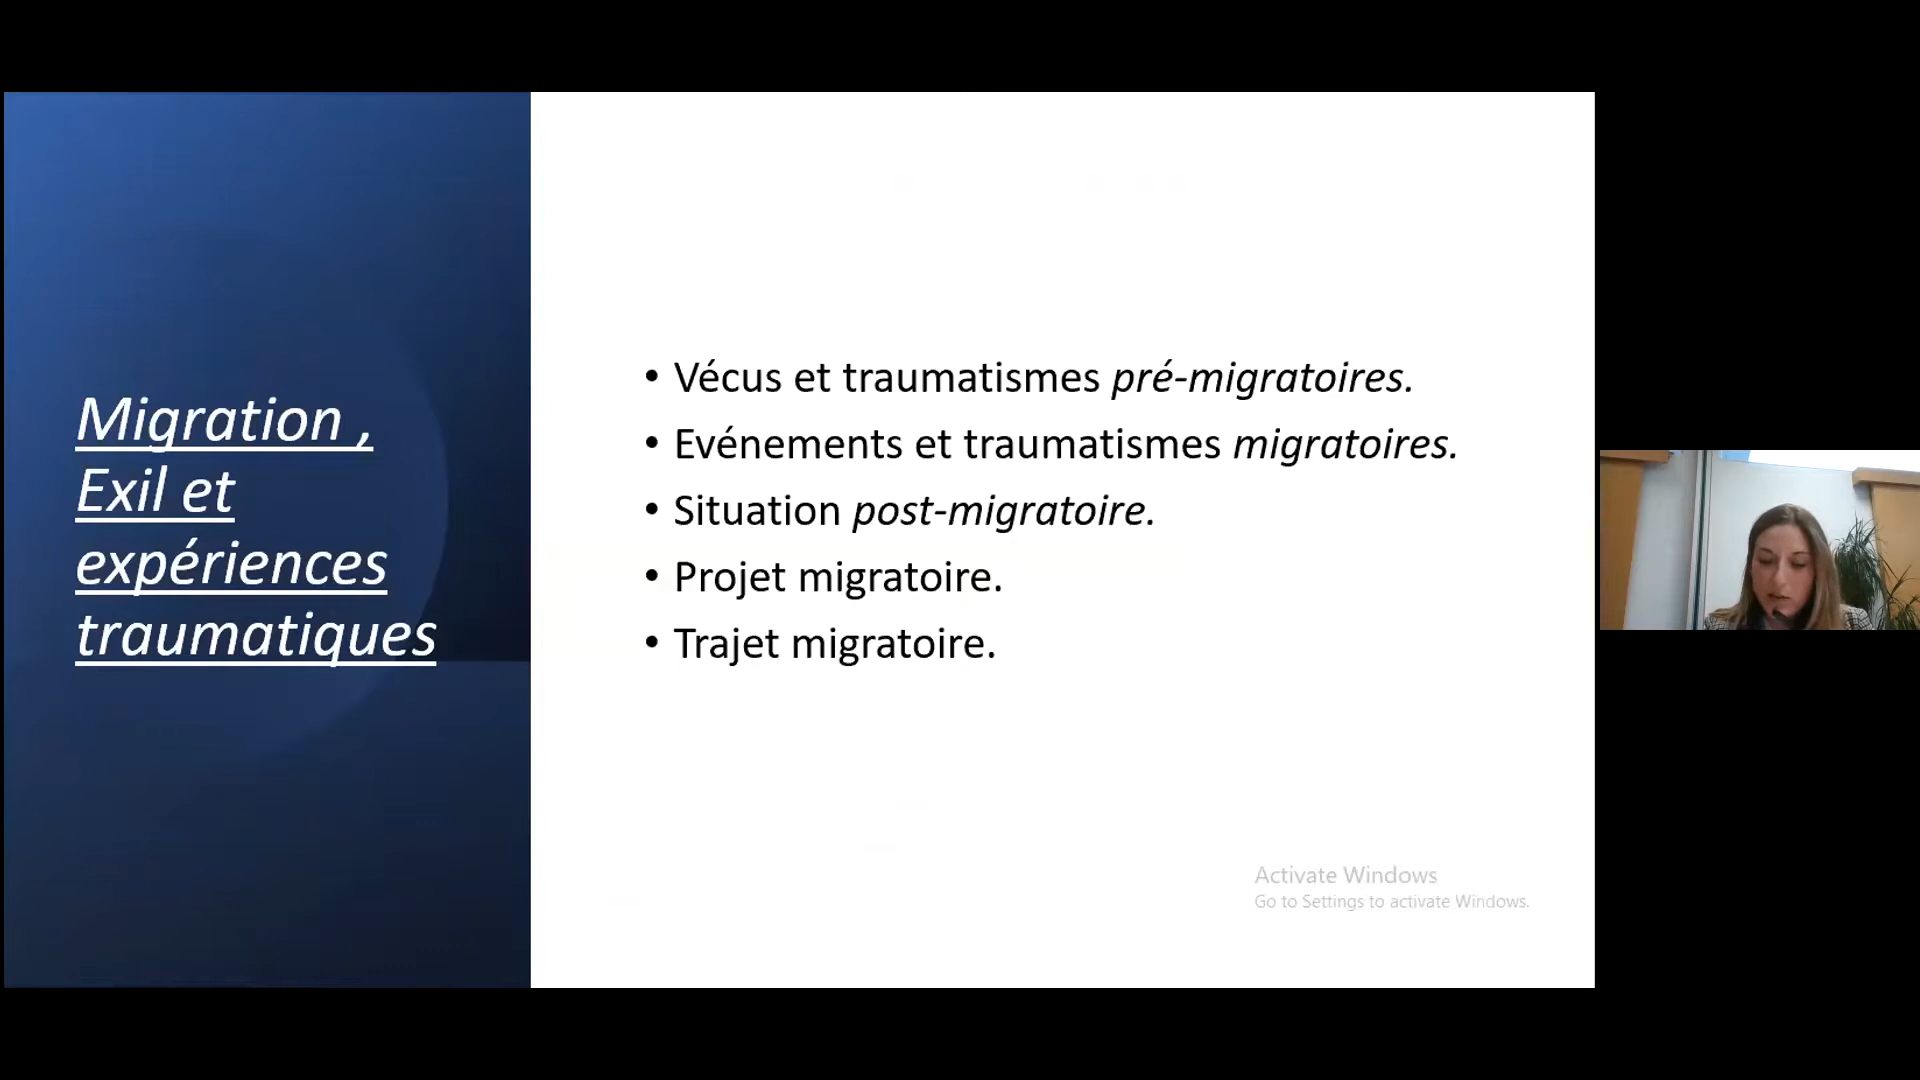 Migration ,
Exil et
expériences
traumatiques
• Vécus et traumatismes pré-migratoires.
• Evénements et traumatismes migratoires.
• Situation post-migratoire.
• Projet migratoire.
• Trajet migratoire.
Activate Windows
Go to Settings to activate Windows.